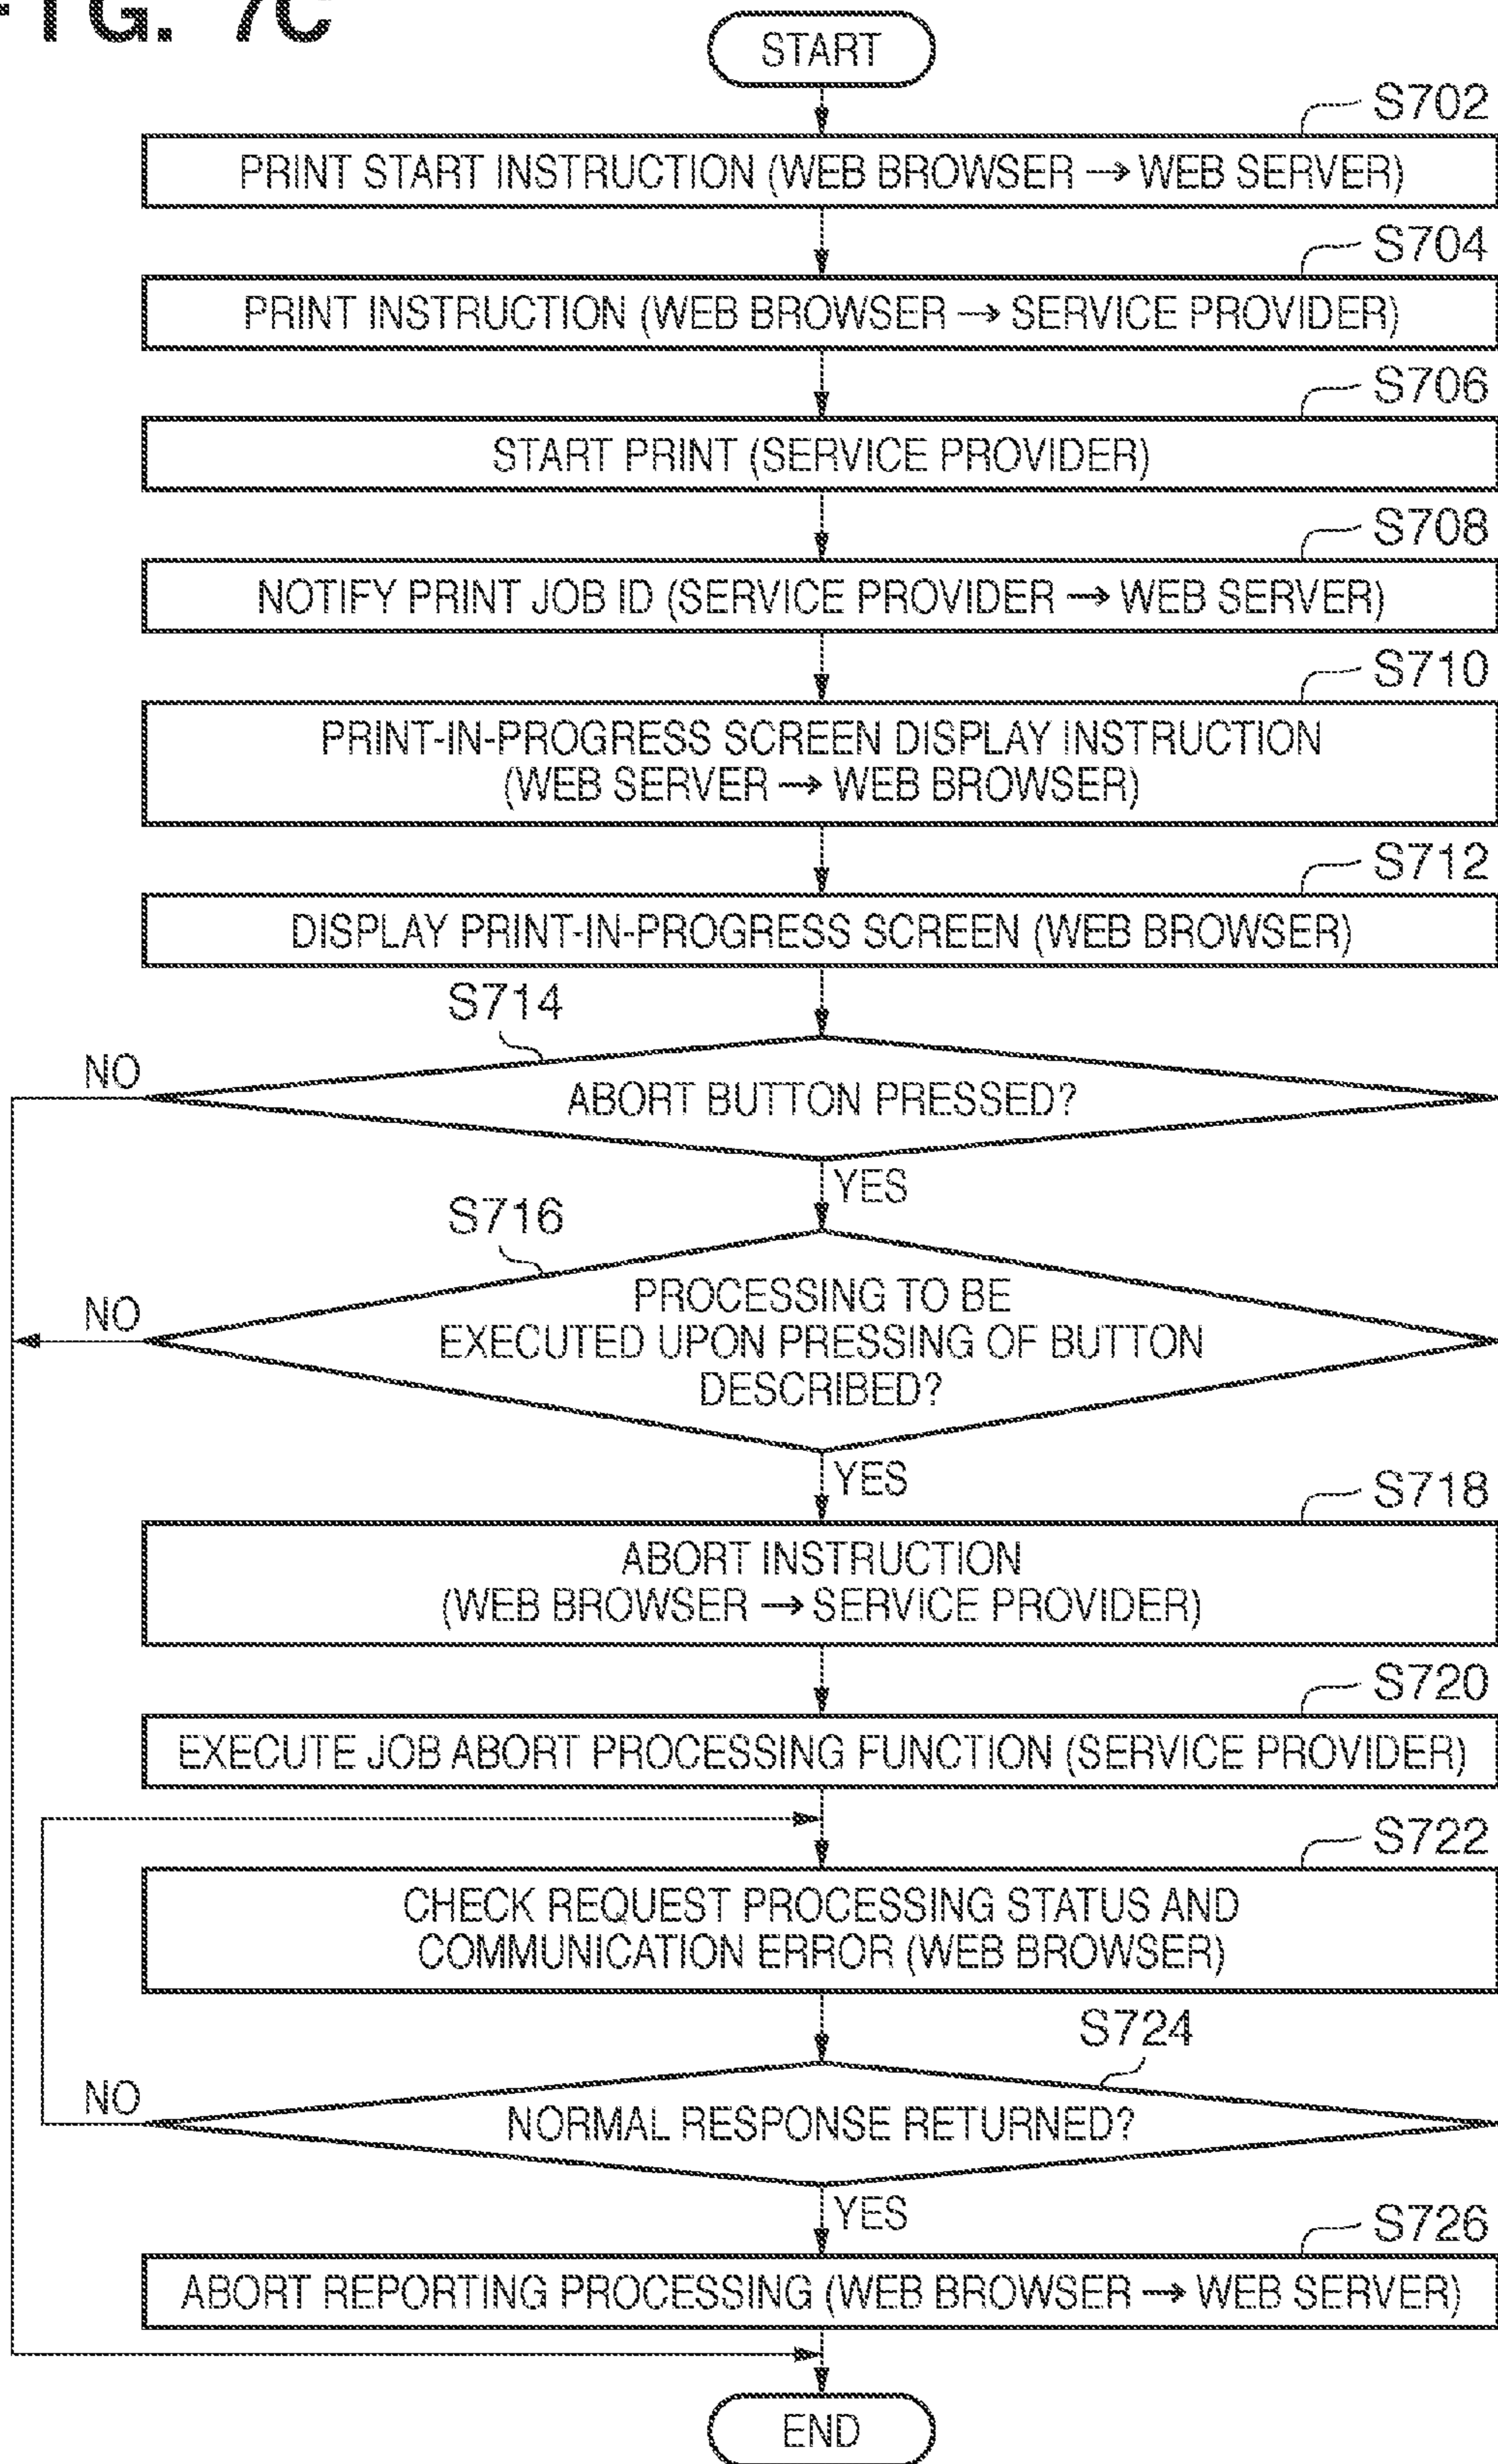 FIG. 7C
START
S702
PRINT START INSTRUCTION (WEB BROWSER → WEB SERVER)
S704
PRINT INSTRUCTION (WEB BROWSER → SERVICE PROVIDER)
S706
START PRINT (SERVICE PROVIDER)
S708
NOTIFY PRINT JOB ID (SERVICE PROVIDER → WEB SERVER)
S710
PRINT-IN-PROGRESS SCREEN DISPLAY INSTRUCTION
(WEB SERVER → WEB BROWSER)
S712
DISPLAY PRINT-IN-PROGRESS SCREEN (WEB BROWSER)
S714
NO
ABORT BUTTON PRESSED?
YES
S716
NO
PROCESSING TO BE
EXECUTED UPON PRESSING OF BUTTON
DESCRIBED?
YES
S718
ABORT INSTRUCTION
(WEB BROWSER → SERVICE PROVIDER)
S720
EXECUTE JOB ABORT PROCESSING FUNCTION (SERVICE PROVIDER)
S722
CHECK REQUEST PROCESSING STATUS AND
COMMUNICATION ERROR (WEB BROWSER)
S724
NO
NORMAL RESPONSE RETURNED?
YES
S726
ABORT REPORTING PROCESSING (WEB BROWSER → WEB SERVER)
END